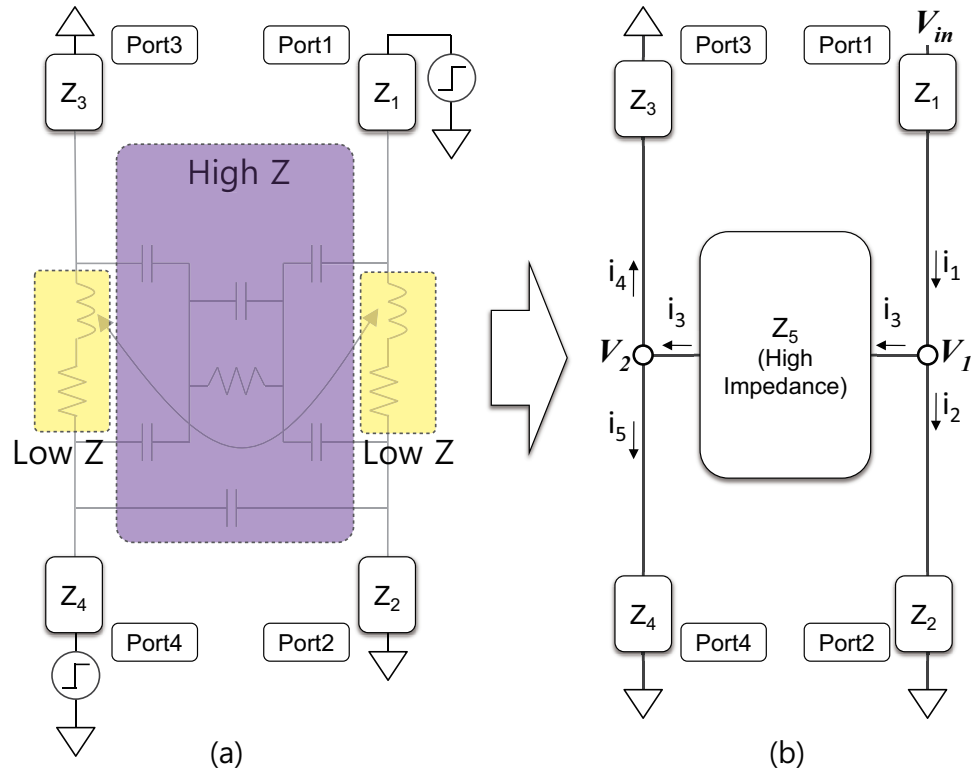 Port3
Port1
Z3
Z1
High Z
Low Z
Low Z
Z4
Z2
Port4
Port2
(a)
Port3
Port1
Vin
Z3
Z1
i4
i1
i3
i3
Z5
(High
Impedance)
V2
V1
i5
i2
Z4
Z2
Port4
Port2
(b)